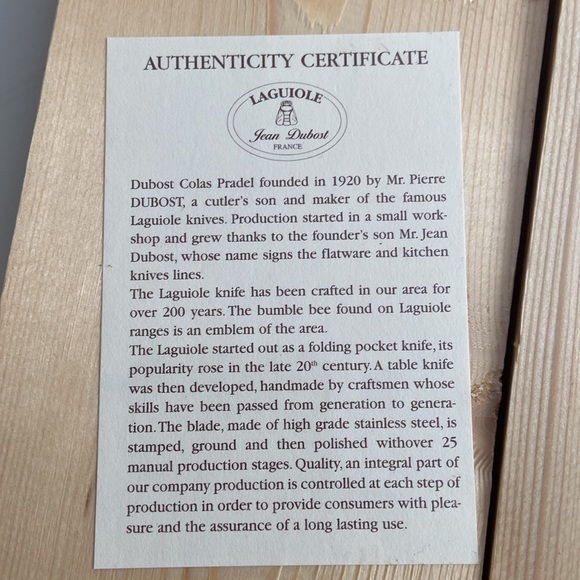 AUTHENTICITY CERTIFICATE
LAGUIOLE
Jean Dubost
FRANCE
Dubost Colas Pradel founded in 1920 by Mr. Pierre
DUBOST, a cutler's son and maker of the famous
Laguiole knives. Production started in a small work-
shop and grew thanks to the founder's son Mr. Jean
Dubost, whose name signs the flatware and kitchen
knives lines.
The Laguiole knife has been crafted in our area for
over 200 years. The bumble bee found on Laguiole
ranges is an emblem of the area.
The Laguiole started out as a folding pocket knife, its
popularity rose in the late 20th century. A table knife
was then developed, handmade by craftsmen whose
skills have been passed from generation to genera-
tion. The blade, made of high grade stainless steel, is
stamped, ground and then polished withover 25
manual production stages. Quality, an integral part of
our company production is controlled at each step of
production in order to provide consumers with plea-
sure and the assurance of a long lasting use.